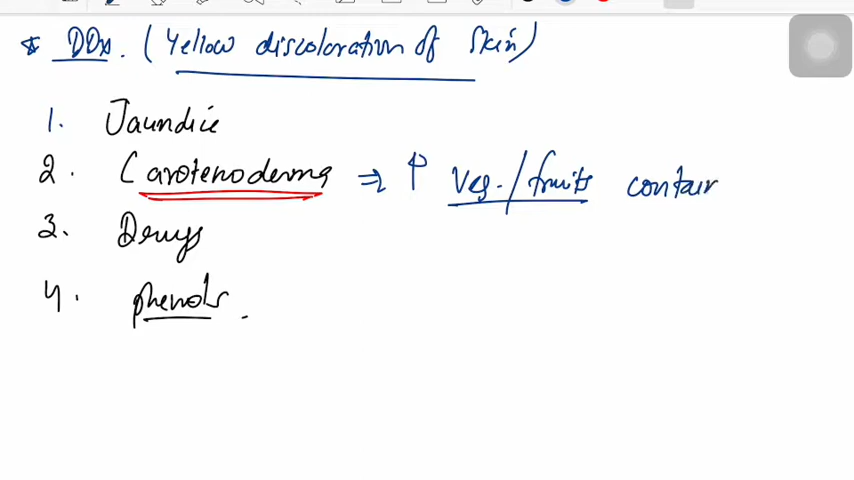 * DDx. (Yellow discoloration of Skin)
1. Jaundice
2. Carotenoderma ⇒ ↑ Veg./fruits contain
3. Drugs
4. phenols.